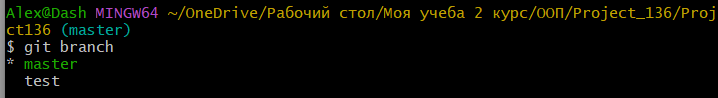 Alex@Dash MINGW64 ~/OneDrive/Рабочий стол/Моя учеба 2 курс/ООП/Project_136/Proj
ct136 (master)
$ git branch
* master
  test